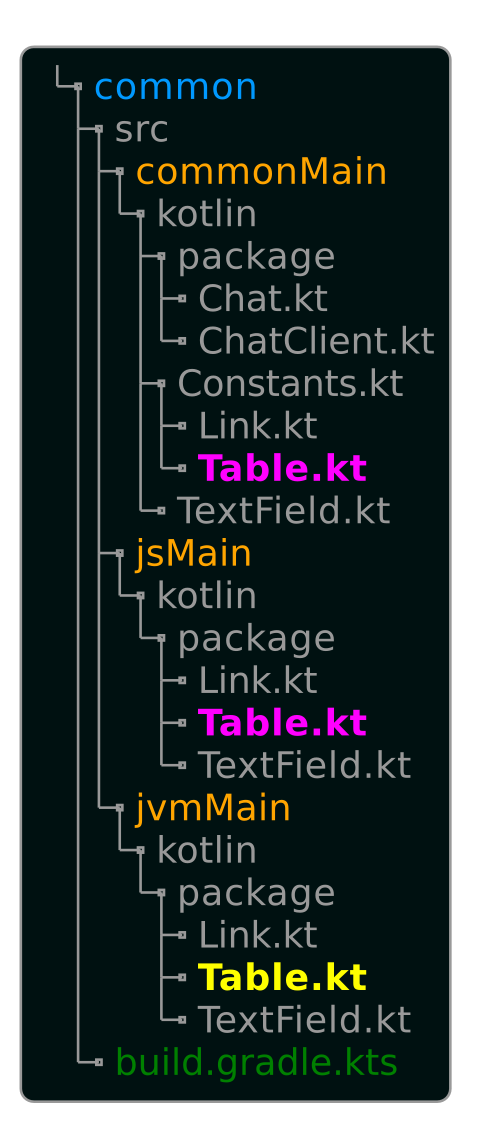 common
src
commonMain
kotlin
package
Chat.kt
ChatClient.kt
Constants.kt
Link.kt
Table.kt
TextField.kt
jsMain
kotlin
package
Link.kt
Table.kt
TextField.kt
jvmMain
kotlin
package
Link.kt
Table.kt
TextField.kt
build.gradle.kts